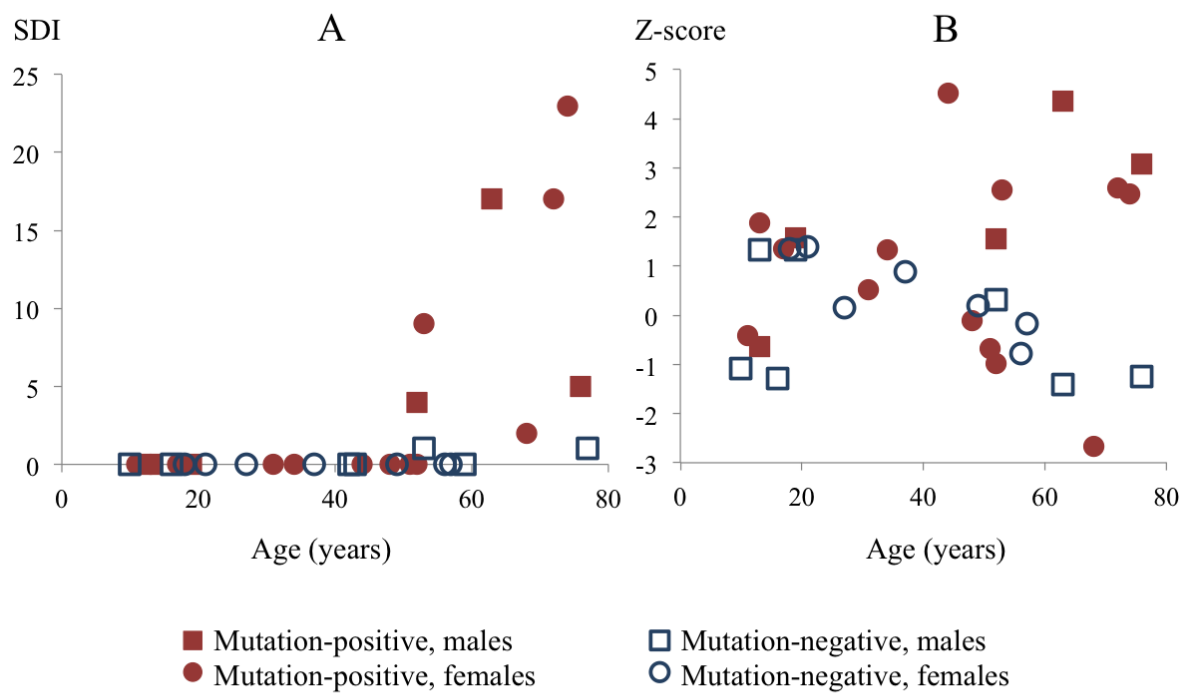 SDI
A
25
20
15
10
5
0
0
20
40
60
80
Age (years)
Z-score
B
5
4
3
2
1
0
-1
-2
-3
0
20
40
60
80
Age (years)
Mutation-positive, males
Mutation-positive, females
Mutation-negative, males
Mutation-negative, females